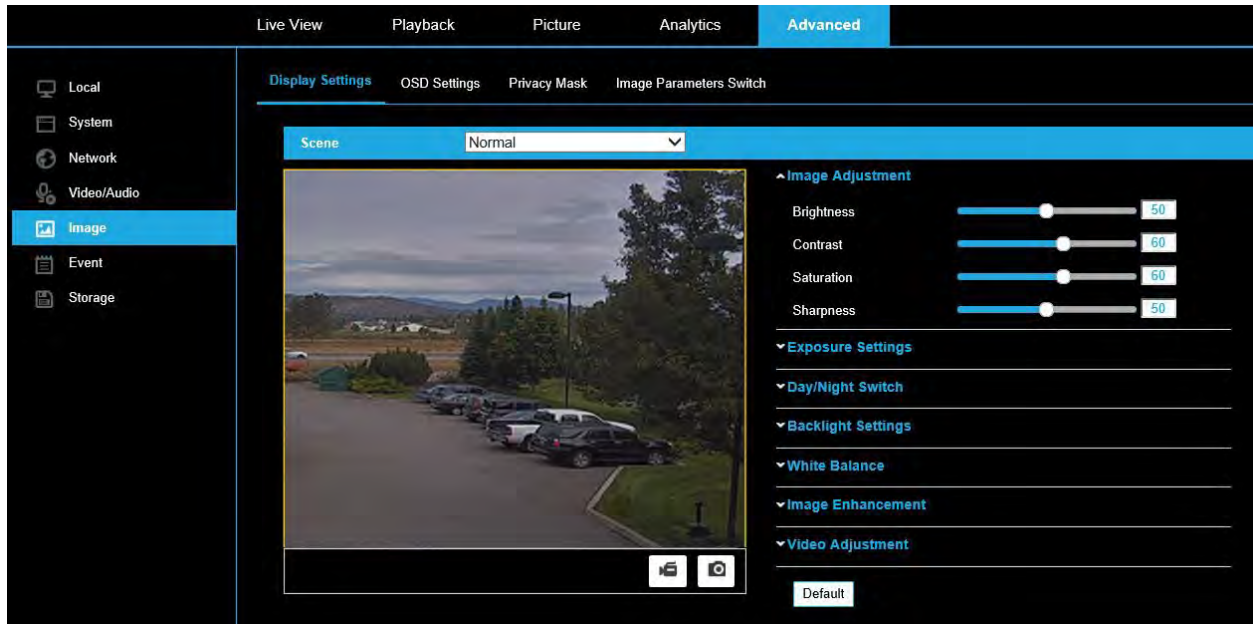 Live View Playback Picture Analytics Advanced
Local
System
Network
Video/Audio
Image
Event
Storage
Display Settings OSD Settings Privacy Mask Image Parameters Switch
Scene Normal
Image Adjustment
Brightness 50
Contrast 60
Saturation 60
Sharpness 50
Exposure Settings
Day/Night Switch
Backlight Settings
White Balance
Image Enhancement
Video Adjustment
Default